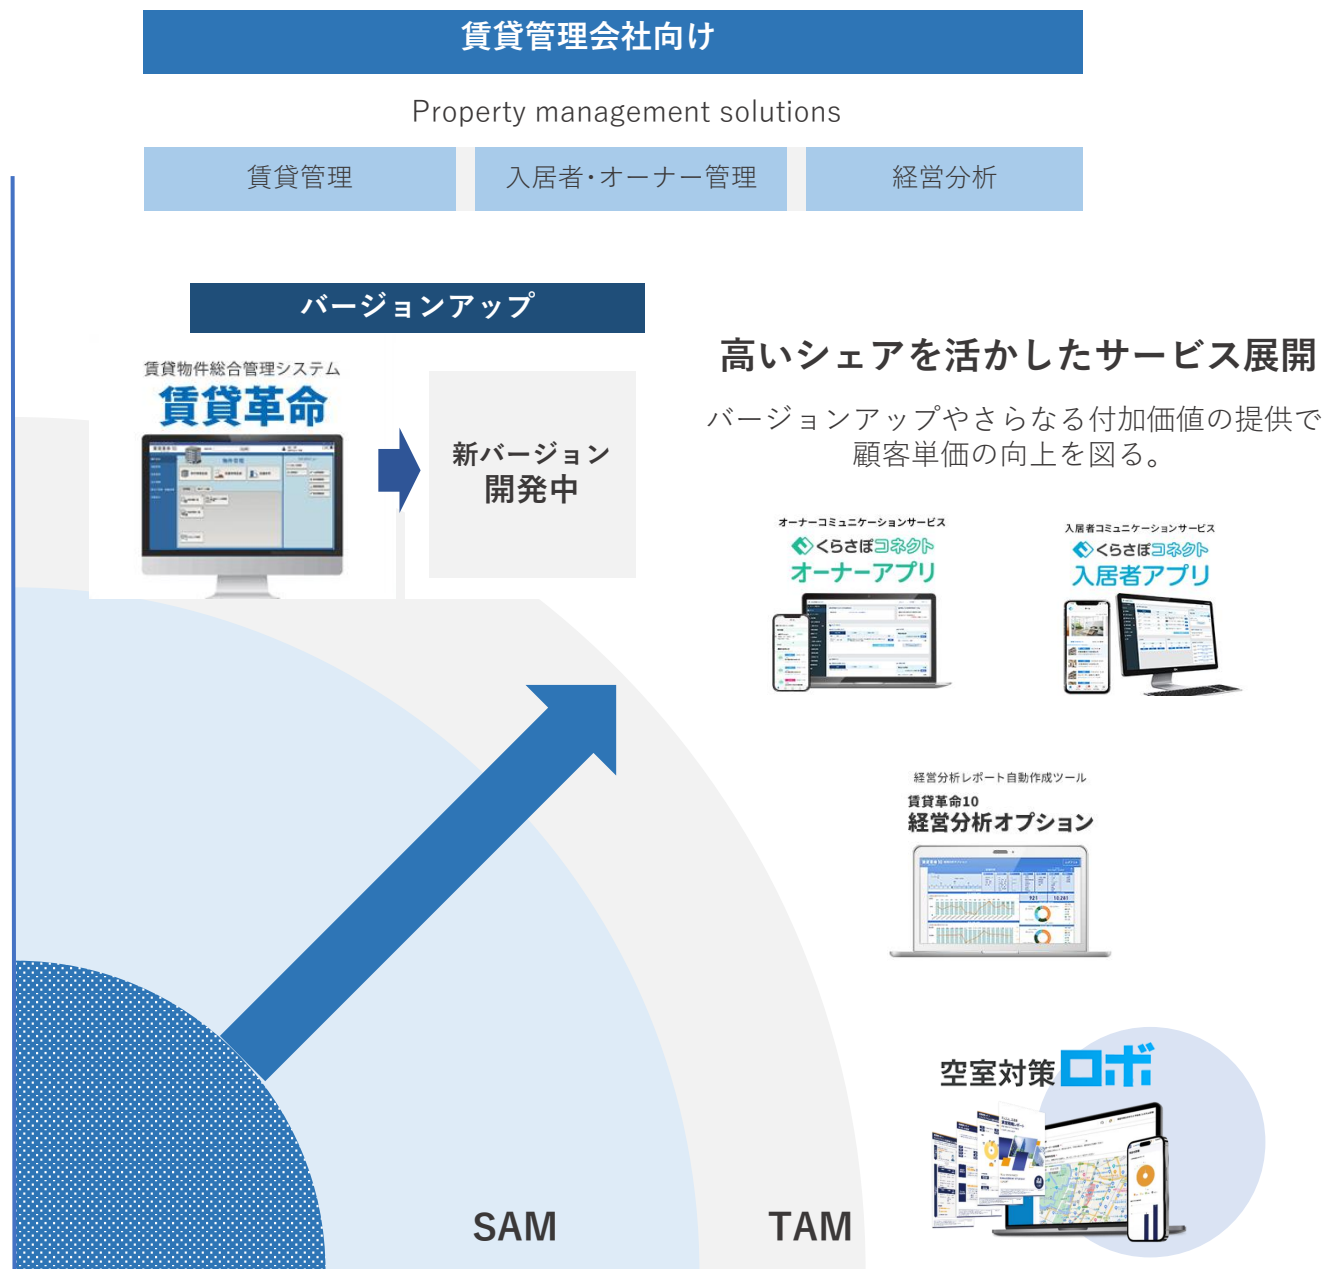 賃貸管理会社向け
Property management solutions
賃貸管理
入居者・オーナー管理
経営分析
バージョンアップ
賃貸物件総合管理システム
賃貸革命
新バージョン
開発中
高いシェアを活かしたサービス展開
バージョンアップやさらなる付加価値の提供で
顧客単価の向上を図る。
オーナーコミュニケーションサービス
くらさぽコネクト
オーナーアプリ
入居者コミュニケーションサービス
くらさぽコネクト
入居者アプリ
経営分析レポート自動作成ツール
賃貸革命10
経営分析オプション
921
10,281
空室対策ロボ
SAM
TAM